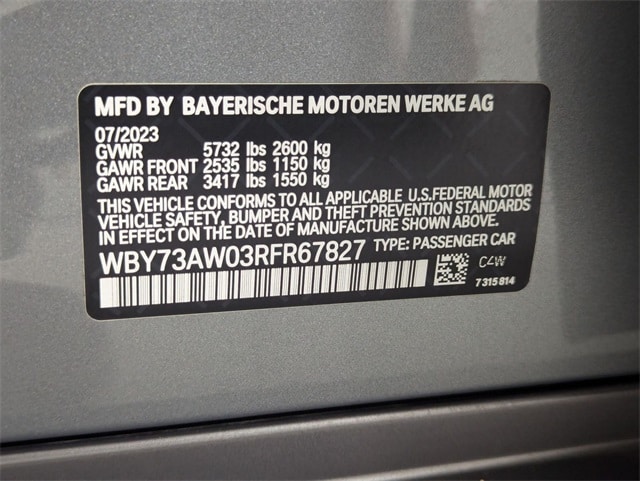 MFD BY BAYERISCHE MOTOREN WERKE AG
07/2023
GVWR 5732 lbs 2600 kg
GAWR FRONT 2535 lbs 1150 kg
GAWR REAR 3417 lbs 1550 kg
THIS VEHICLE CONFORMS TO ALL APPLICABLE U.S.FEDERAL MOTOR
VEHICLE SAFETY, BUMPER AND THEFT PREVENTION STANDARDS
IN EFFECT ON THE DATE OF MANUFACTURE SHOWN ABOVE.
WBY73AW03RFR67827 TYPE: PASSENGER CAR
C4W
7315814